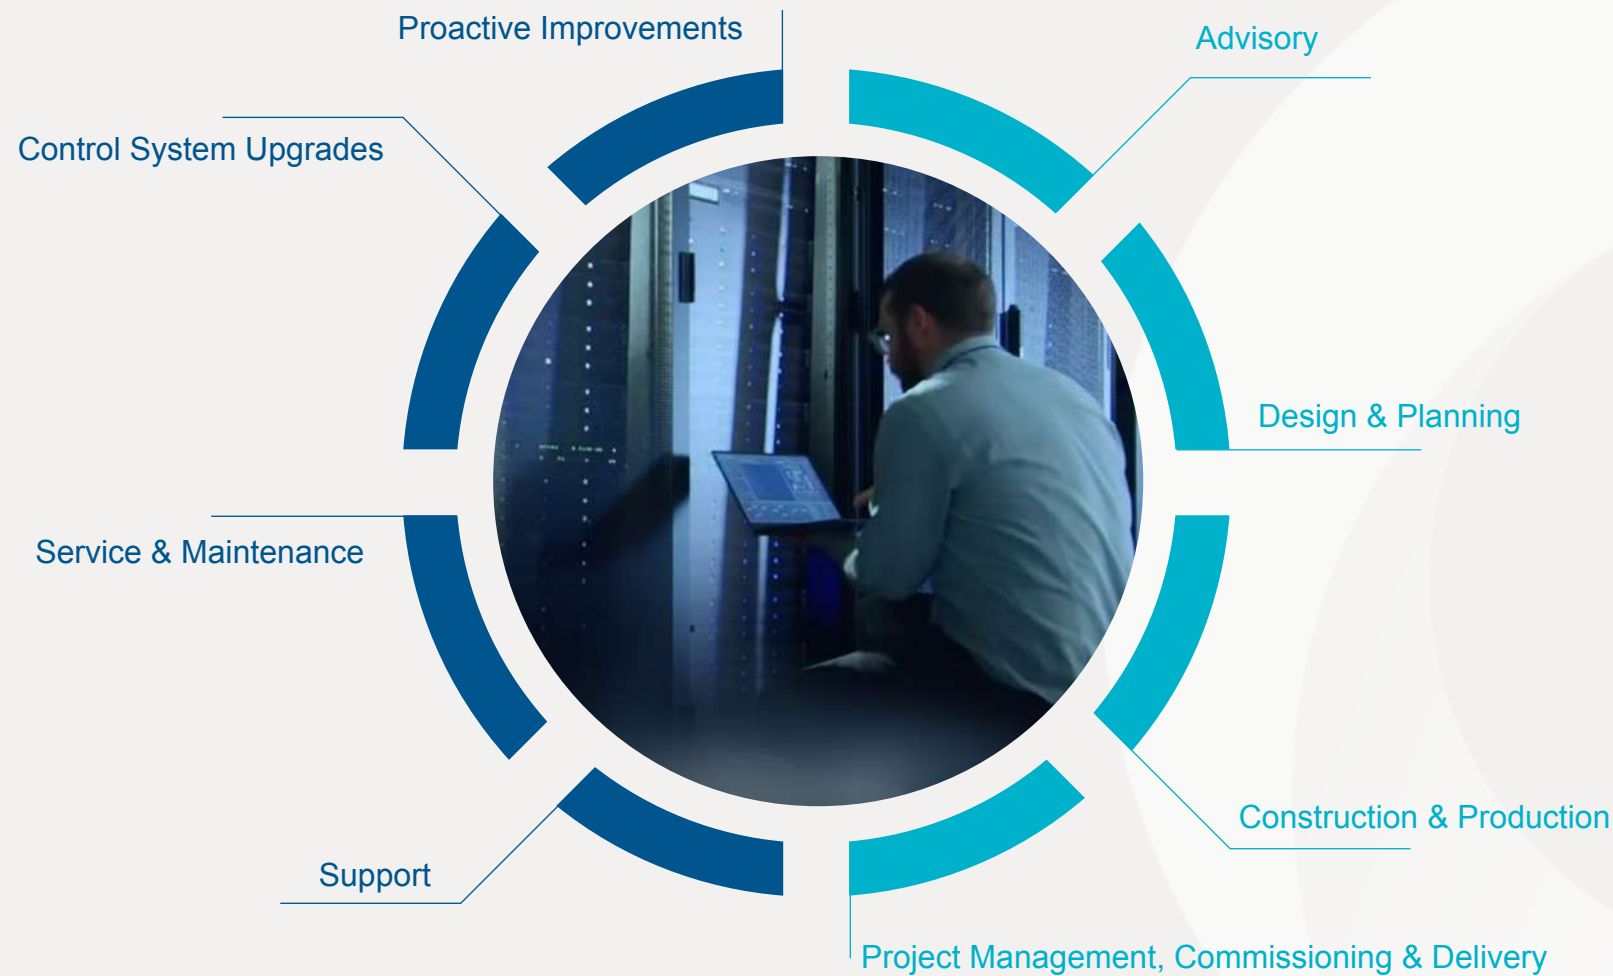 Proactive Improvements
Advisory
Control System Upgrades
Design & Planning
Service & Maintenance
Construction & Production
Support
Project Management, Commissioning & Delivery